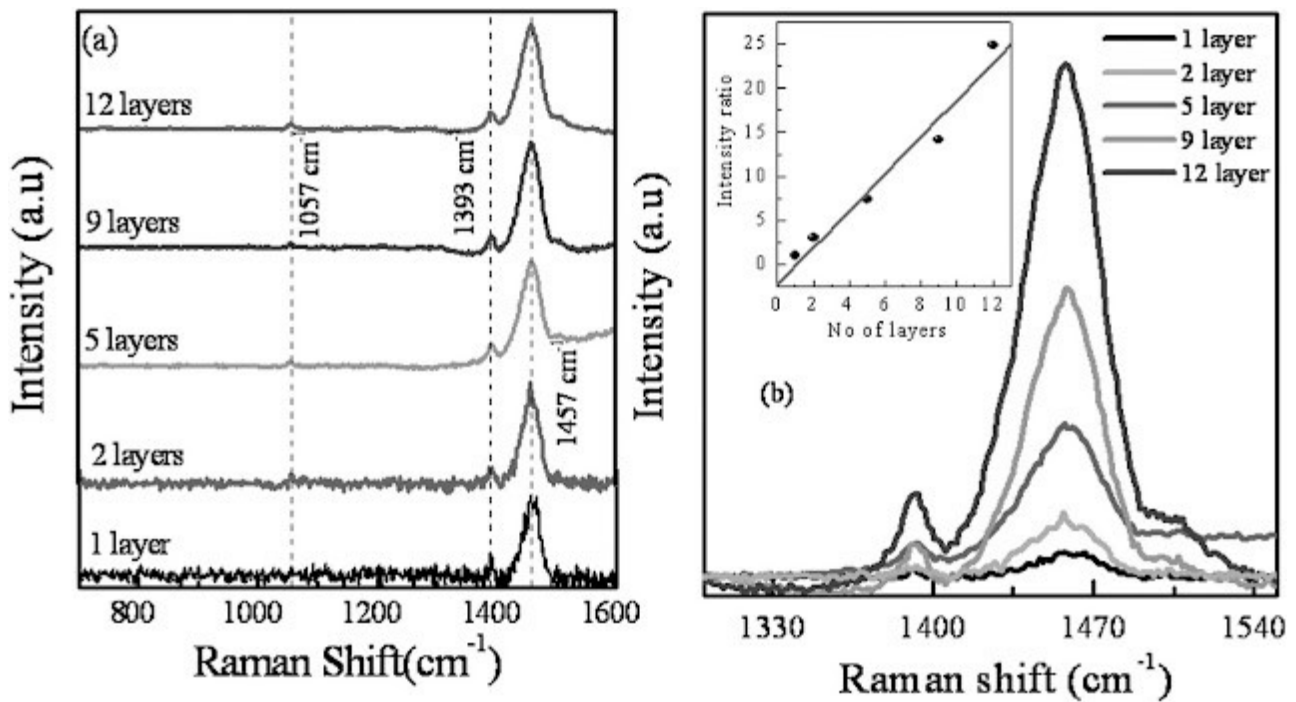 (a)
12 layers
9 layers
5 layers
2 layers
1 layer
1057 cm⁻¹
1393 cm⁻¹
1457 cm⁻¹
Intensity (a.u)
800 1000 1200 1400 1600
Raman Shift(cm⁻¹)
Intensity (a.u)
25
20
15
10
5
0
Intensity ratio
0 2 4 6 8 10 12
No of layers
1 layer
2 layer
5 layer
9 layer
12 layer
(b)
1330 1400 1470 1540
Raman shift (cm⁻¹)